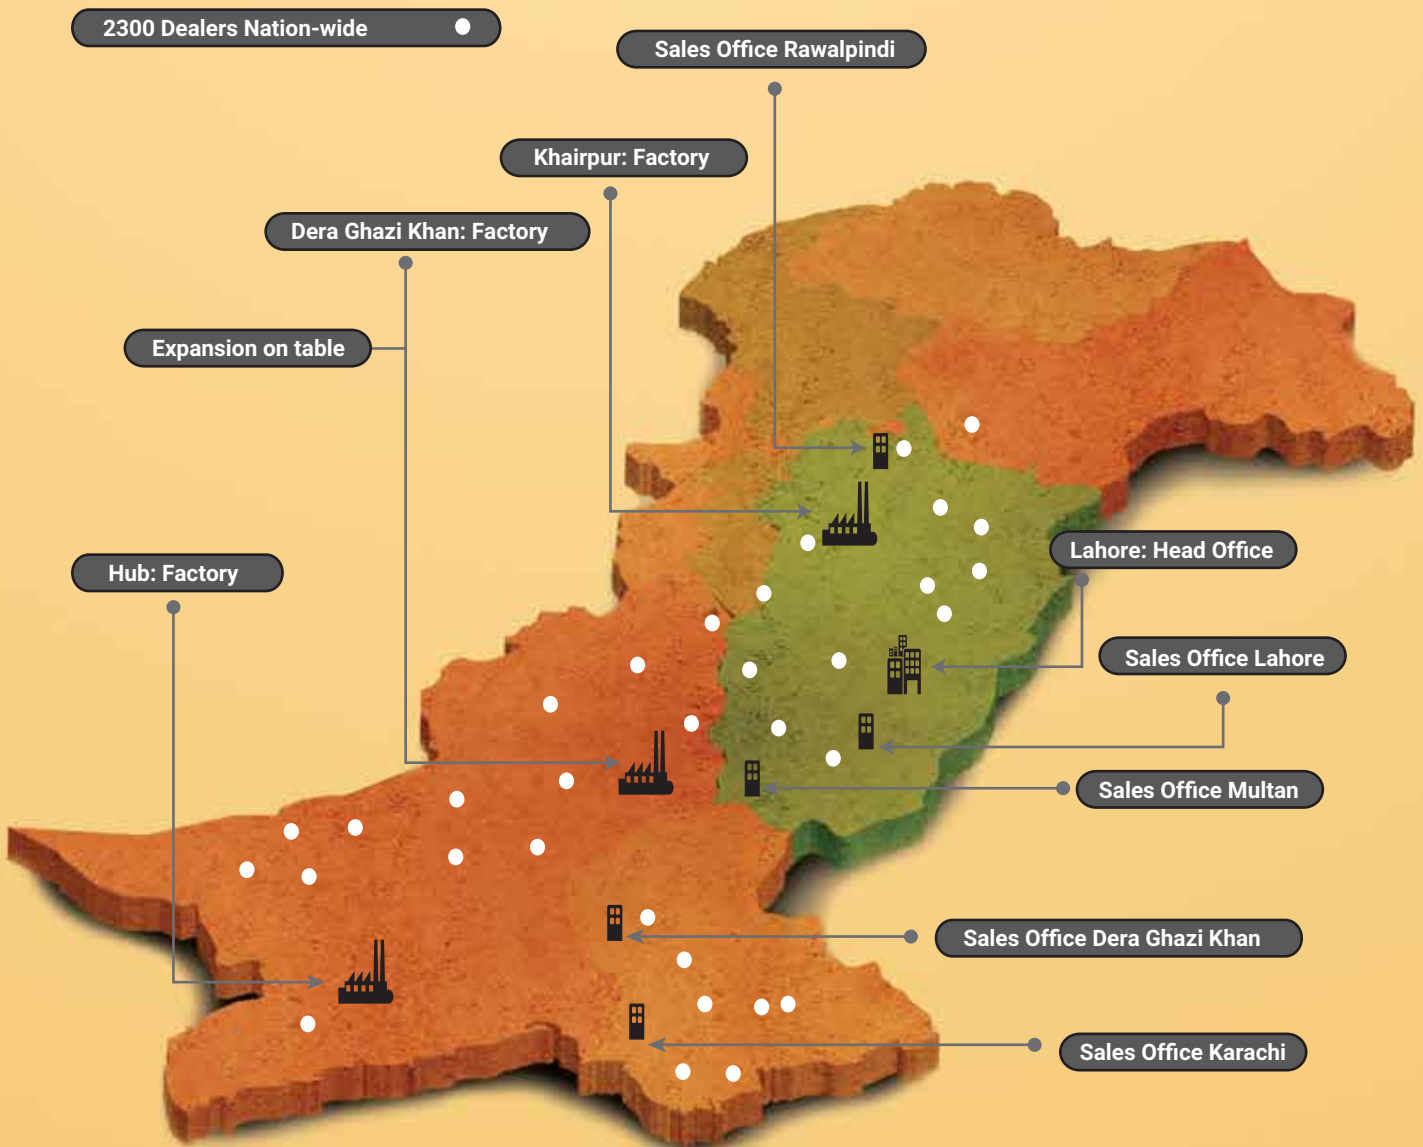 2300 Dealers Nation-wide
Sales Office Rawalpindi
Khairpur: Factory
Dera Ghazi Khan: Factory
Expansion on table
Hub: Factory
Lahore: Head Office
Sales Office Lahore
Sales Office Multan
Sales Office Dera Ghazi Khan
Sales Office Karachi